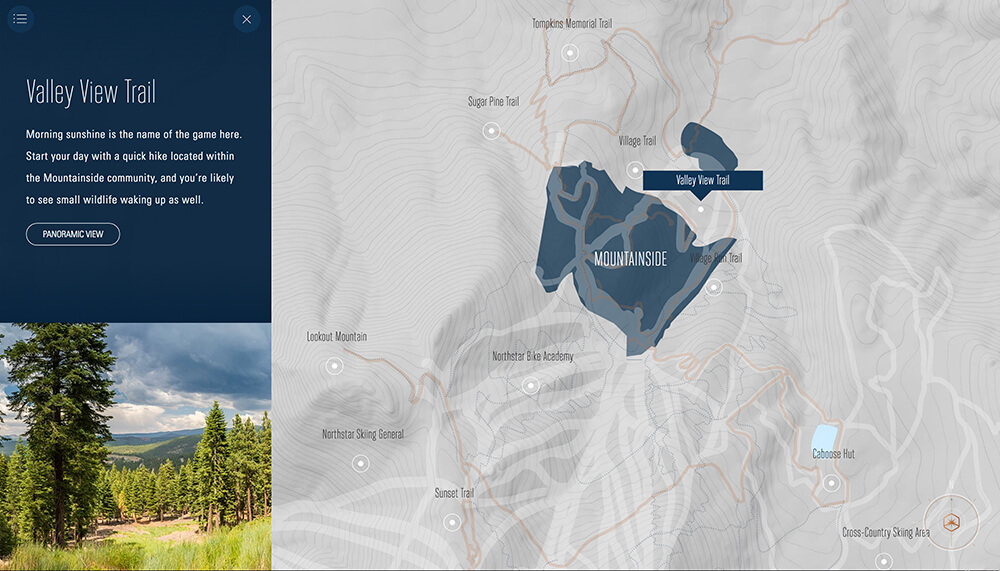 Valley View Trail
Morning sunshine is the name of the game here.
Start your day with a quick hike located within
the Mountainside community, and you're likely
to see small wildlife waking up as well.
PANORAMIC VIEW
Tompkins Memorial Trail
Sugar Pine Trail
Village Trail
Valley View Trail
MOUNTAINSIDE
Village Run Trail
Lookout Mountain
Northstar Bike Academy
Northstar Skiing General
Caboose Hut
Sunset Trail
Cross-Country Skiing Area